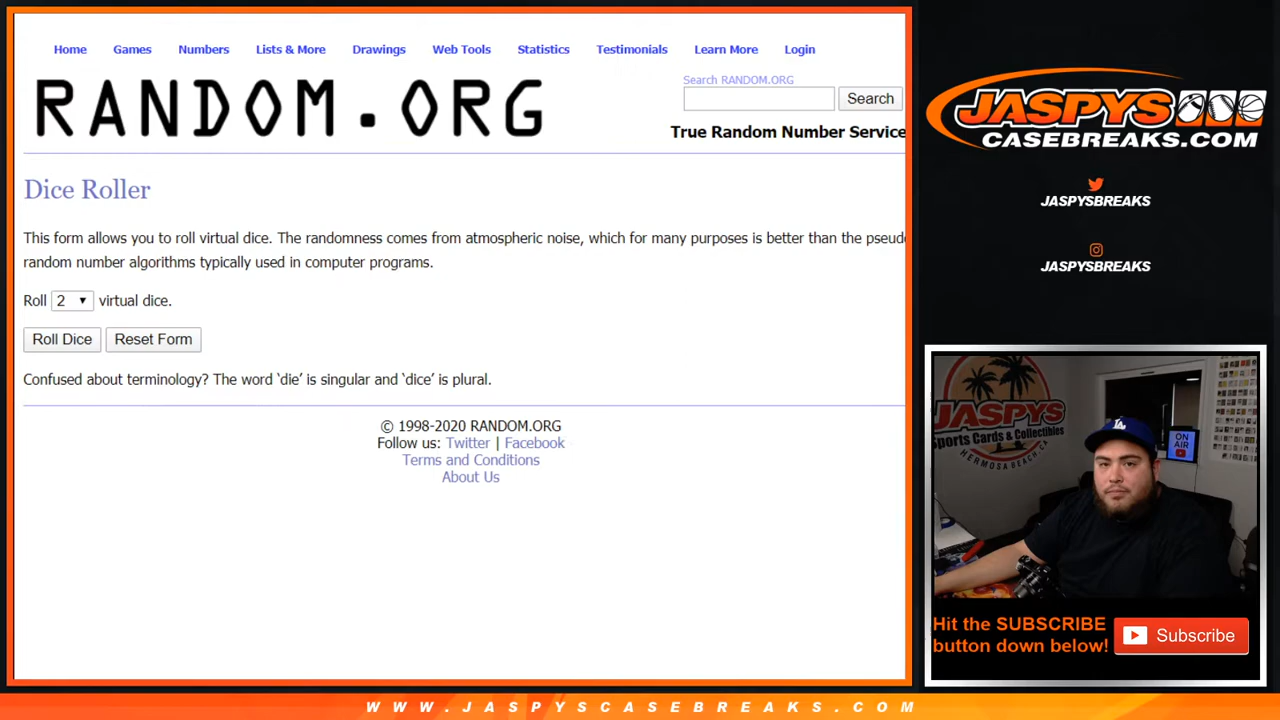 Home Games Numbers Lists & More Drawings Web Tools Statistics Testimonials Learn More Login
RANDOM.ORG
Search RANDOM.ORG
Search
True Random Number Service
Dice Roller
This form allows you to roll virtual dice. The randomness comes from atmospheric noise, which for many purposes is better than the pseudo
random number algorithms typically used in computer programs.
Roll 2 virtual dice.
Roll Dice Reset Form
Confused about terminology? The word ‘die’ is singular and ‘dice’ is plural.
© 1998-2020 RANDOM.ORG
Follow us: Twitter | Facebook
Terms and Conditions
About Us
JASPYS
CASEBREAKS.COM
JASPYSBREAKS
JASPYSBREAKS
JASPYS
Sports Cards & Collectibles
HERMOSA BEACH, CA
ON
AIR
LA
Hit the SUBSCRIBE
button down below!
Subscribe
WWW.JASPYSCASEBREAKS.COM